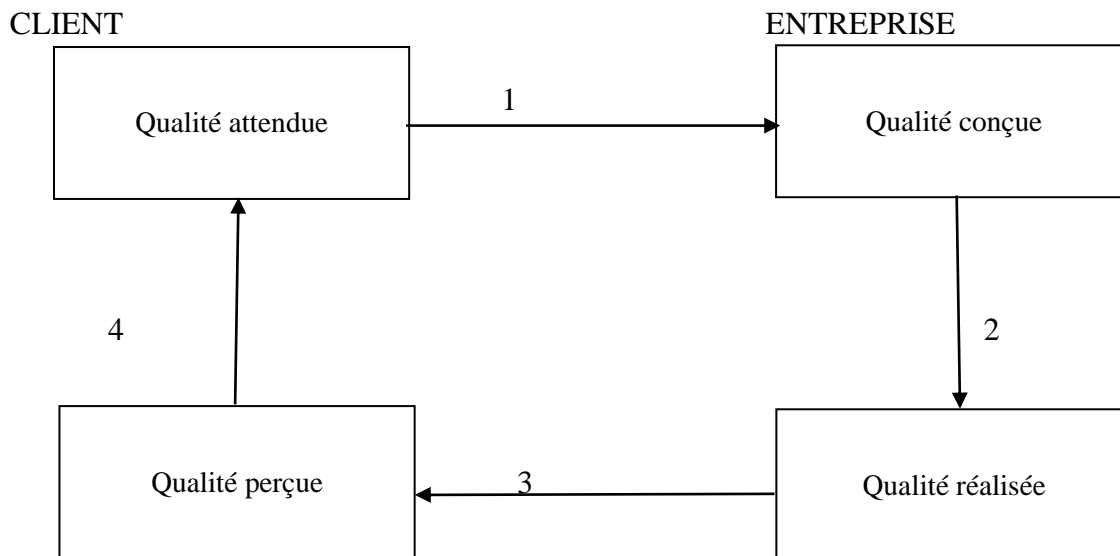 CLIENT
ENTREPRISE
Qualité attendue
1
Qualité conçue
4
2
Qualité perçue
3
Qualité réalisée